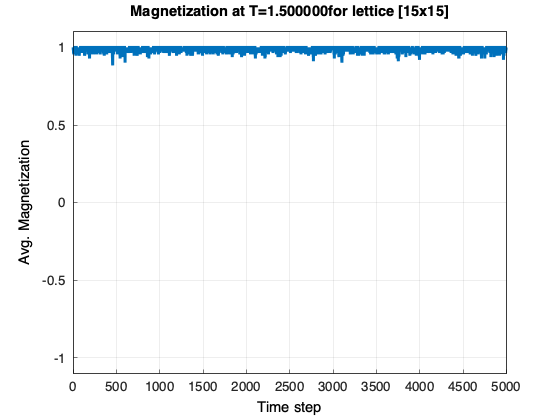 Magnetization at T=1.500000for lattice [15x15]
1
0.5
0
-0.5
-1
Avg. Magnetization
0 500 1000 1500 2000 2500 3000 3500 4000 4500 5000
Time step